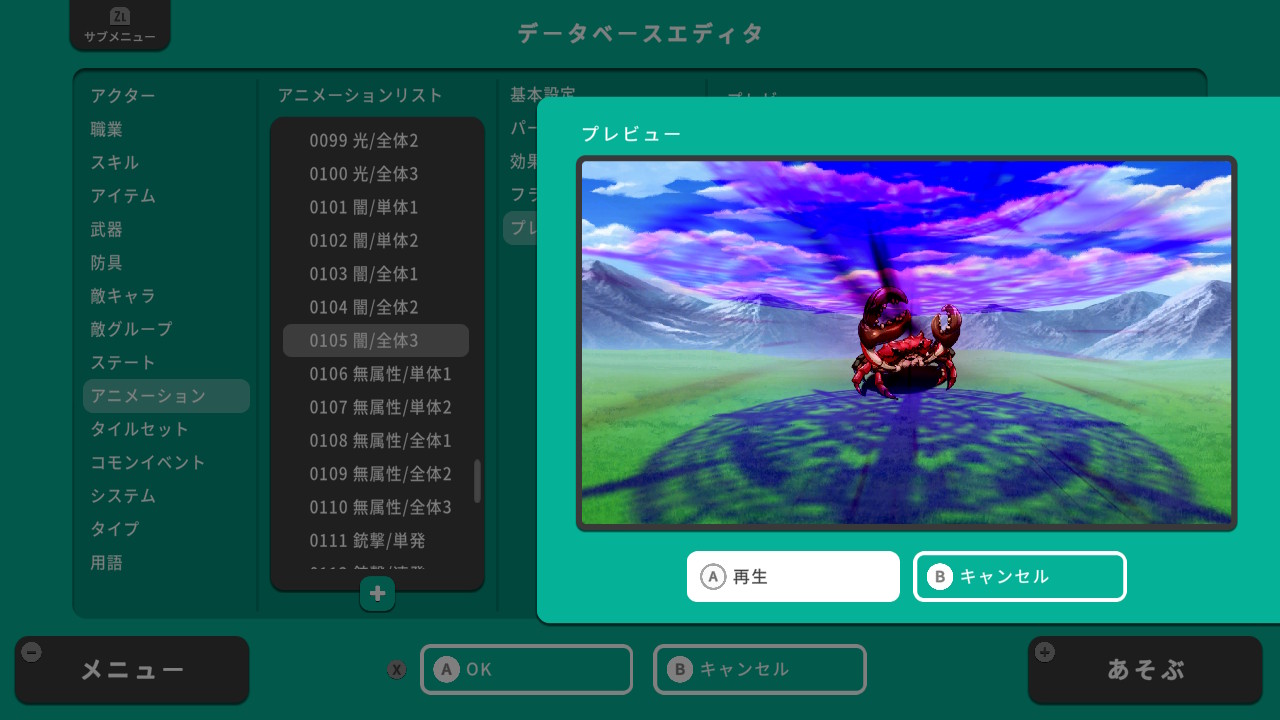 ZL
サブメニュー
データベースエディタ
アクター
職業
スキル
アイテム
武器
防具
敵キャラ
敵グループ
ステート
アニメーション
タイルセット
コモンイベント
システム
タイプ
用語
アニメーションリスト
0099 光/全体2
0100 光/全体3
0101 闇/単体1
0102 闇/単体2
0103 闇/全体1
0104 闇/全体2
0105 闇/全体3
0106 無属性/単体1
0107 無属性/単体2
0108 無属性/全体1
0109 無属性/全体2
0110 無属性/全体3
0111 銃撃/単発
基本設定
パー
効果
フラ
プレ
プレビュー
A 再生
B キャンセル
メニュー
X
A OK
B キャンセル
あそぶ